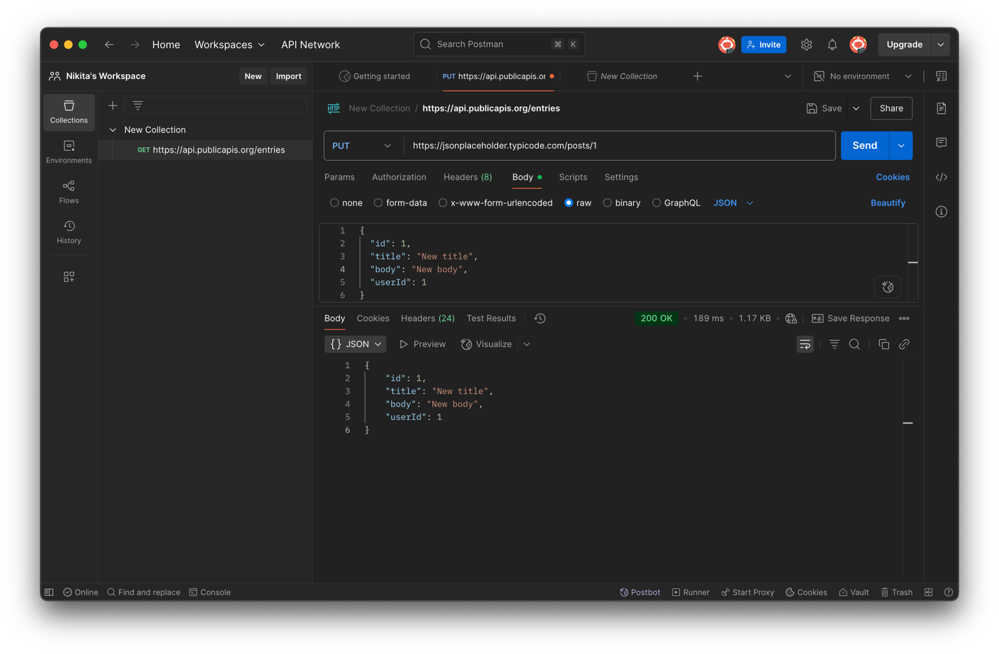 Home Workspaces API Network Search Postman ⌘ K Invite Upgrade
Nikita's Workspace New Import Getting started PUT https://api.publicapis.or New Collection No environment
Collections
New Collection / https://api.publicapis.org/entries Save Share
New Collection
GET https://api.publicapis.org/entries
PUT https://jsonplaceholder.typicode.com/posts/1 Send
Environments
Params Authorization Headers (8) Body Scripts Settings Cookies
Flows
none form-data x-www-form-urlencoded raw binary GraphQL JSON Beautify
History
1 {
2 "id": 1,
3 "title": "New title",
4 "body": "New body",
5 "userId": 1
6 }
Body Cookies Headers (24) Test Results 200 OK 189 ms 1.17 KB e.g. Save Response
{} JSON Preview Visualize
1 {
2 "id": 1,
3 "title": "New title",
4 "body": "New body",
5 "userId": 1
6 }
Online Find and replace Console Postbot Runner Start Proxy Cookies Vault Trash